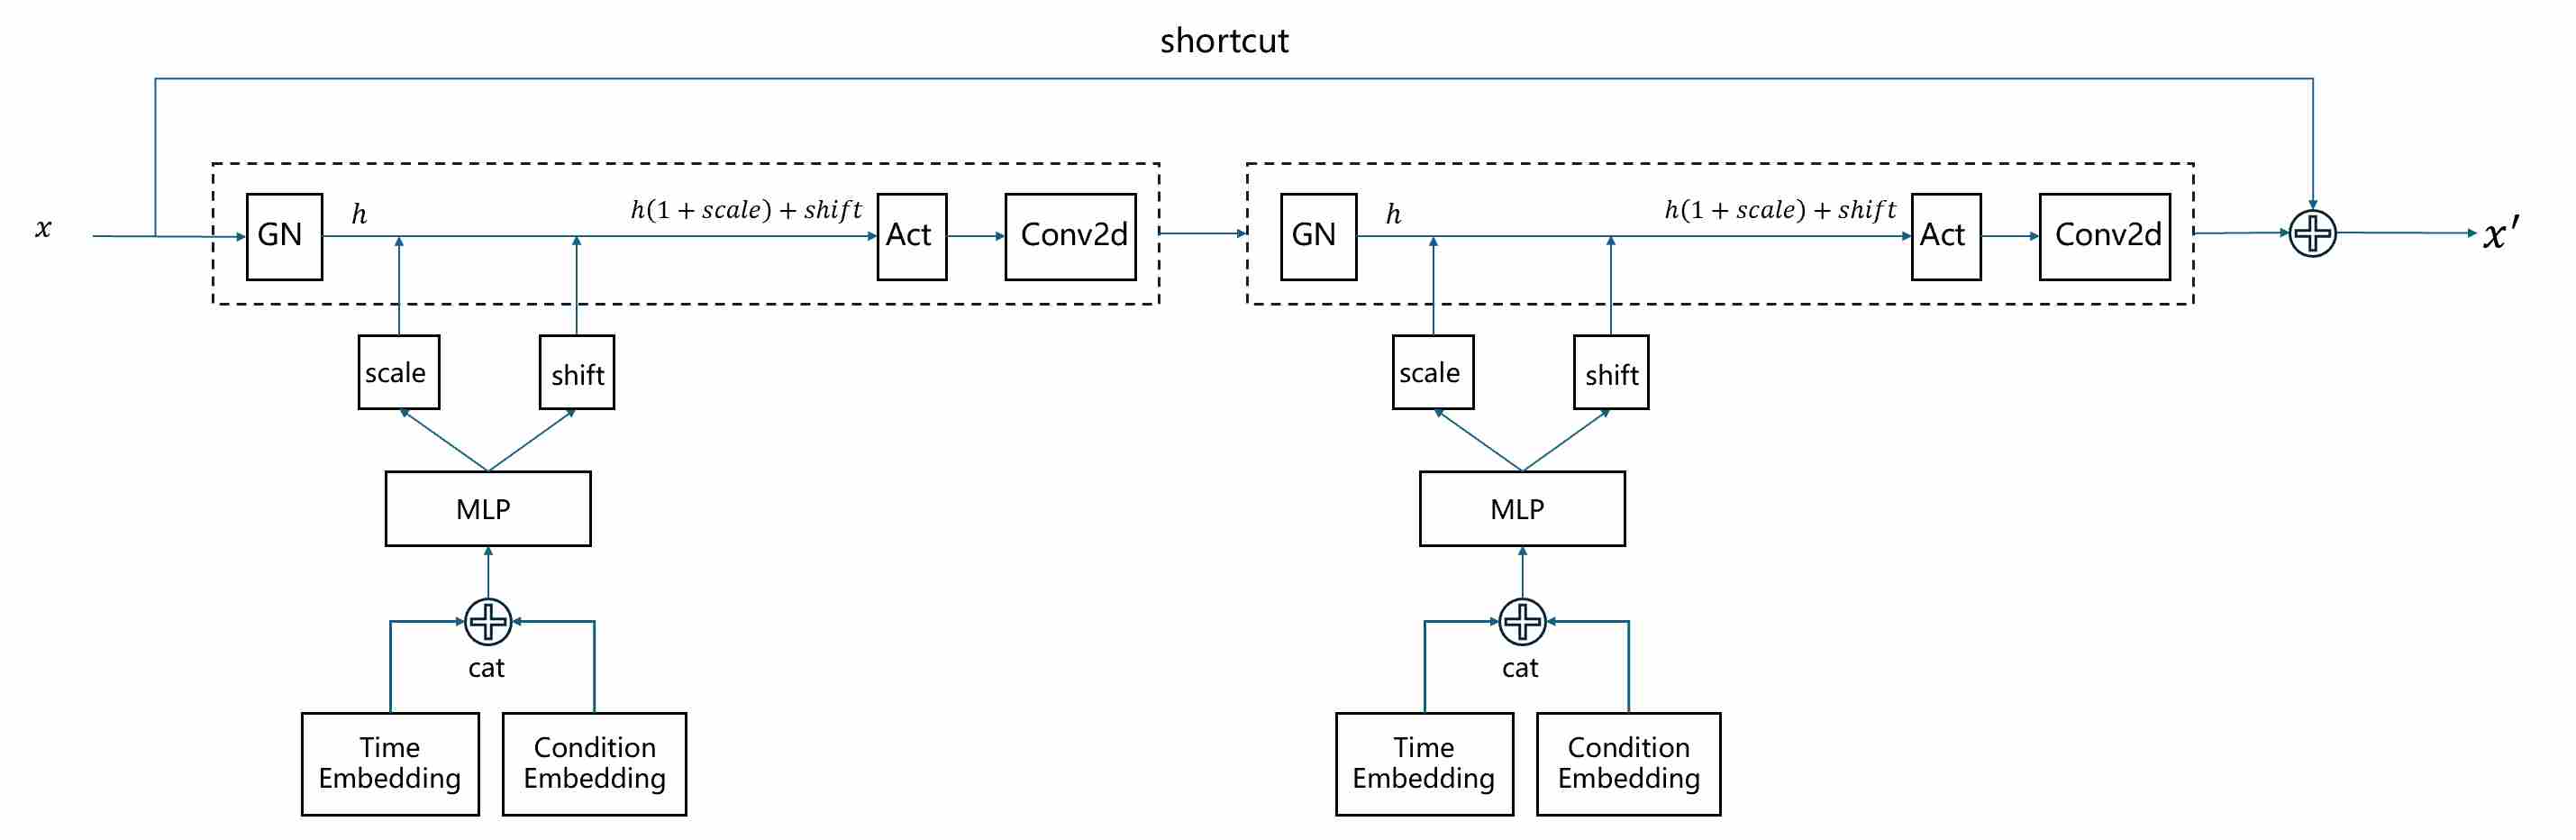 shortcut
x
GN
h
h(1 + scale) + shift
Act
Conv2d
GN
h
h(1 + scale) + shift
Act
Conv2d
x′
scale
shift
scale
shift
MLP
MLP
cat
cat
Time
Embedding
Condition
Embedding
Time
Embedding
Condition
Embedding